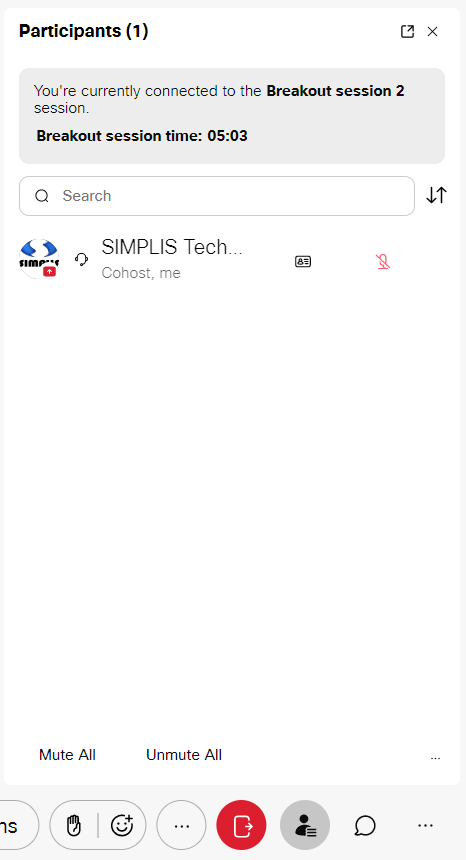 Participants (1)
You're currently connected to the Breakout session 2
session.
Breakout session time: 05:03
Search
SIMPLIS Tech...
Cohost, me
Mute All
Unmute All
...
ns